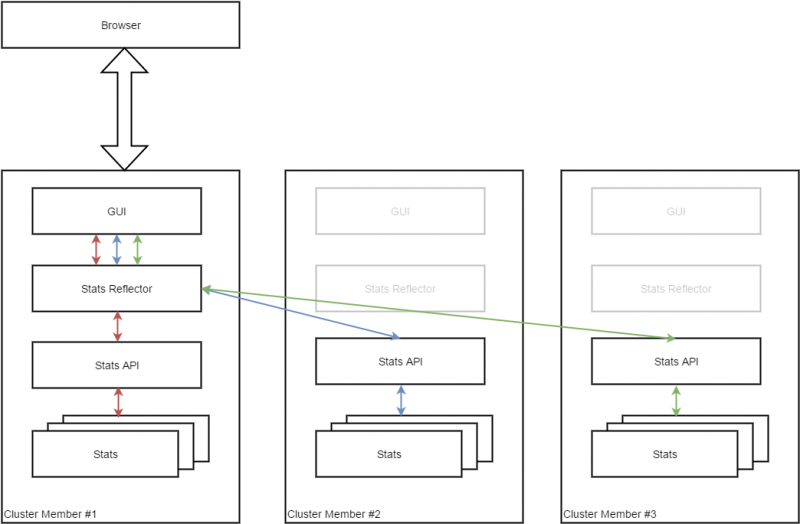 Browser
GUI
Stats Reflector
Stats API
Stats
Cluster Member #1
GUI
Stats Reflector
Stats API
Stats
Cluster Member #2
GUI
Stats Reflector
Stats API
Stats
Cluster Member #3